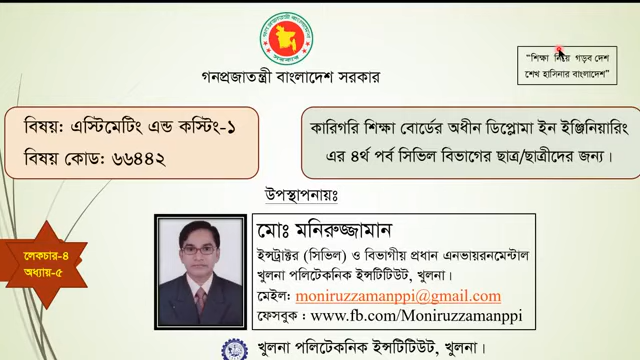 গনপ্রজাতন্ত্রী বাংলাদেশ সরকার
“শিক্ষা নিয়ে গড়ব দেশ
শেখ হাসিনার বাংলাদেশ”
বিষয়: এস্টিমেটিং এন্ড কস্টিং-১
বিষয় কোড: ৬৬৪৪২
কারিগরি শিক্ষা বোর্ডের অধীন ডিপ্লোমা ইন ইঞ্জিনিয়ারিং
এর ৪র্থ পর্ব সিভিল বিভাগের ছাত্র/ছাত্রীদের জন্য।
উপস্থাপনায়ঃ
লেকচার-৪
অধ্যায়-৫
মোঃ মনিরুজ্জামান
ইন্সট্রাক্টর (সিভিল) ও বিভাগীয় প্রধান এনভায়রনমেন্টাল
খুলনা পলিটেকনিক ইন্সটিটিউট, খুলনা।
মেইল: moniruzzamanppi@gmail.com
ফেসবুক : www.fb.com/Moniruzzamanppi
খুলনা পলিটেকনিক ইন্সটিটিউট, খুলনা।